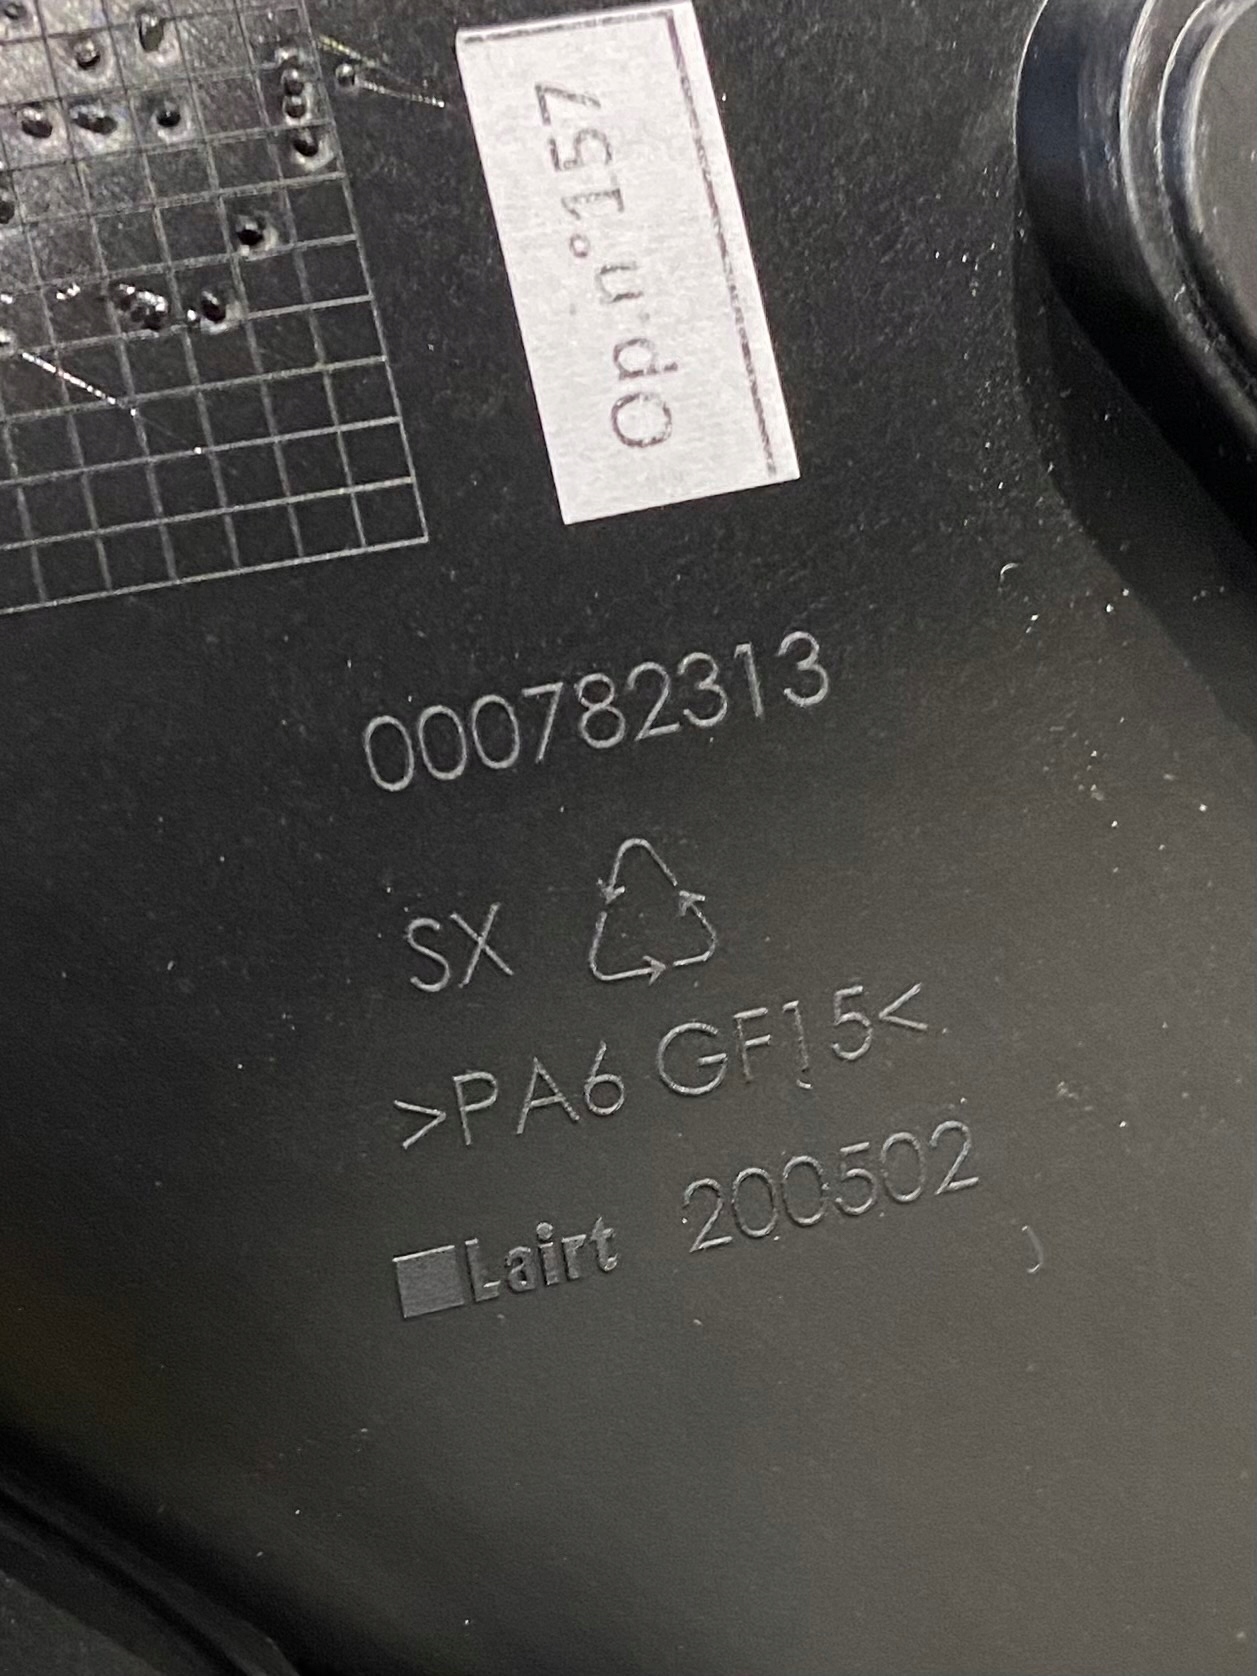 Op.n°157
000782313
SX
>PA6 GF15<
Lairt 200502